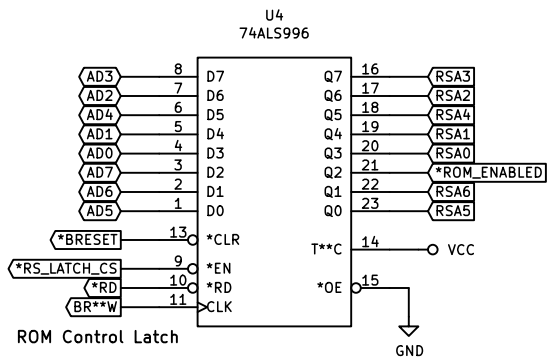 U4
74ALS996
AD3 8 D7 Q7 16 RSA3
AD2 7 D6 Q6 17 RSA2
AD4 6 D5 Q5 18 RSA4
AD1 5 D4 Q4 19 RSA1
AD0 4 D3 Q3 20 RSA0
AD7 3 D2 Q2 21 *ROM_ENABLED
AD6 2 D1 Q1 22 RSA6
AD5 1 D0 Q0 23 RSA5
*BRESET 13 *CLR
T**C 14 VCC
*RS_LATCH_CS 9 *EN
*RD 10 *RD *OE 15
BR**W 11 CLK
ROM Control Latch
GND